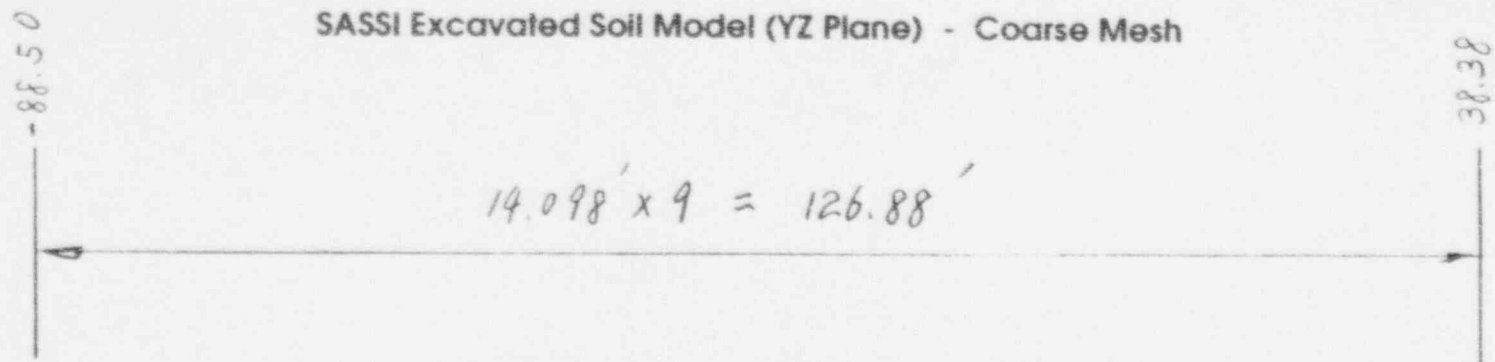 SASSI Excavated Soil Model (YZ Plane) - Coarse Mesh
-88.50
38.38
14.098' x 9 = 126.88'